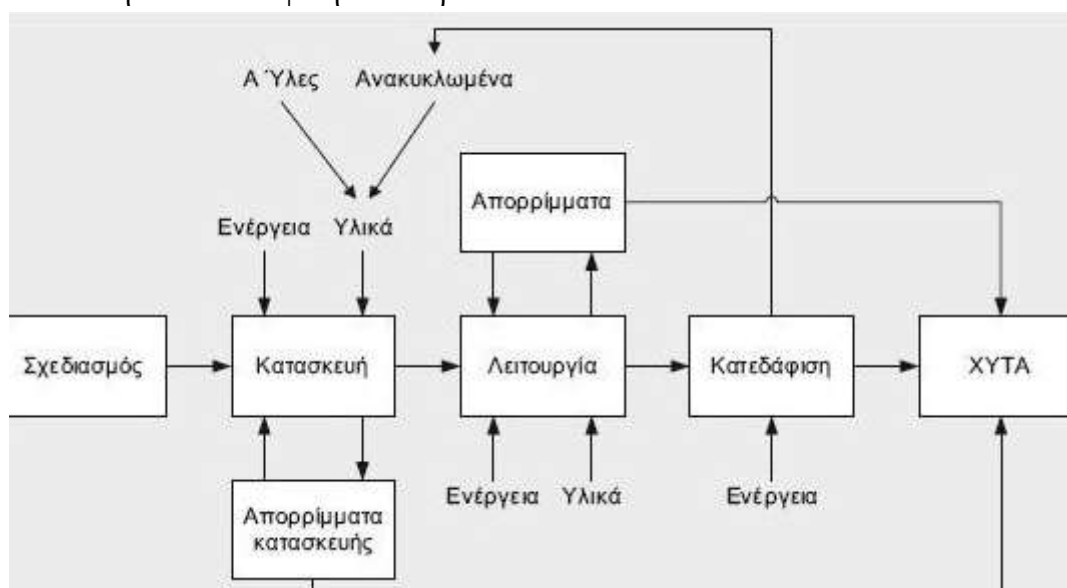 Α Ύλες Ανακυκλωμένα
Απορρίμματα
Ενέργεια Υλικά
Σχεδιασμός Κατασκευή Λειτουργία Κατεδάφιση ΧΥΤΑ
Ενέργεια Υλικά Ενέργεια
Απορρίμματα
κατασκευής